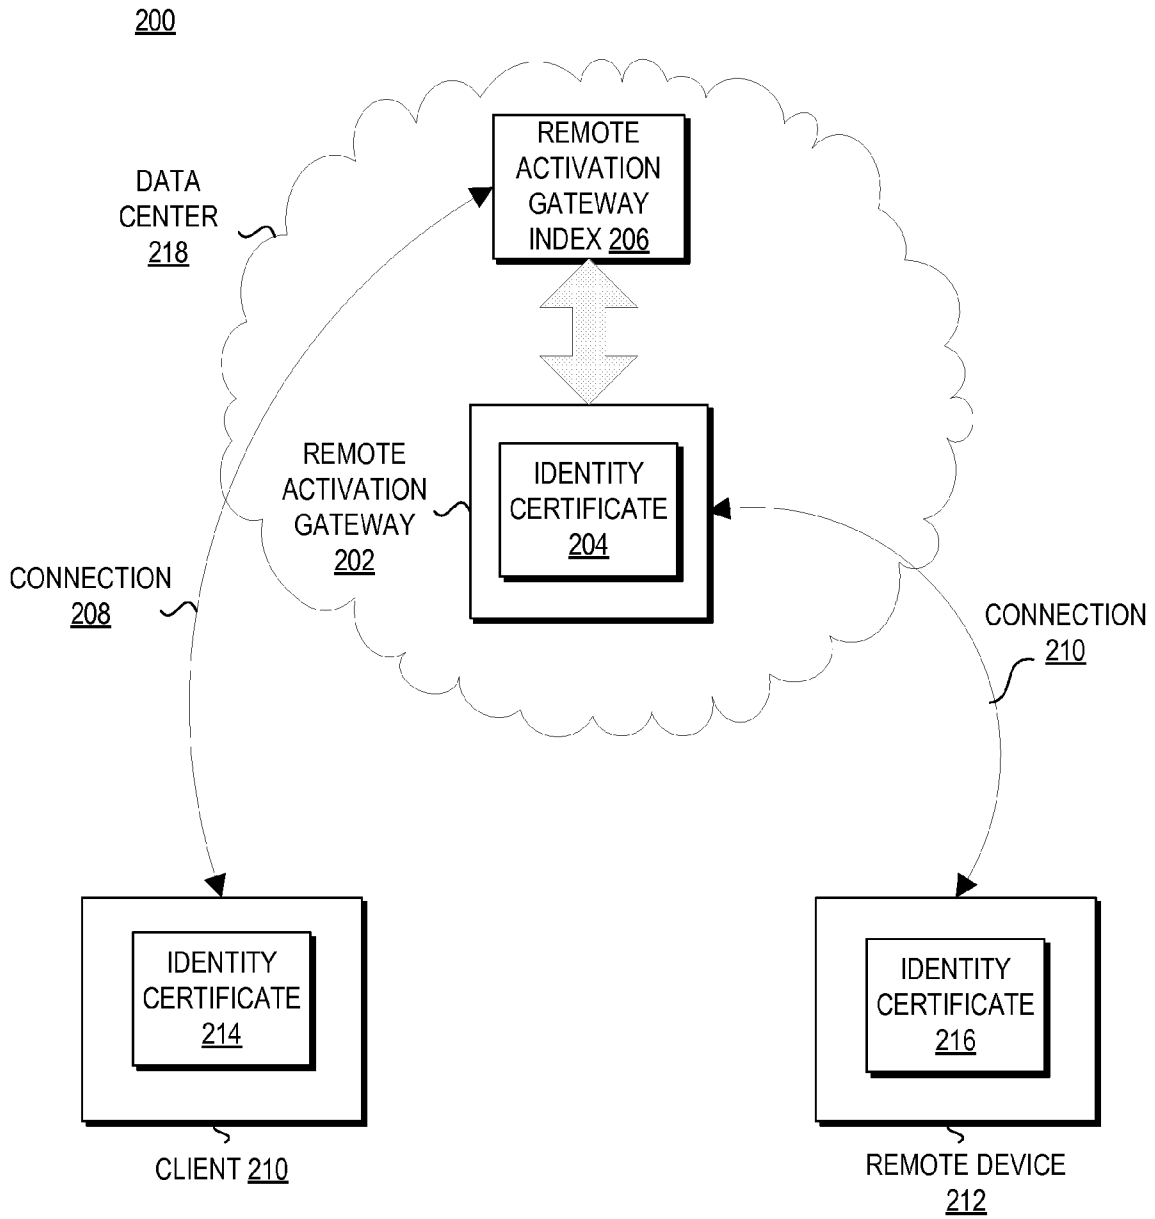 200
REMOTE
ACTIVATION
GATEWAY
INDEX 206
DATA
CENTER
218
REMOTE
ACTIVATION
GATEWAY
202
IDENTITY
CERTIFICATE
204
CONNECTION
208
CONNECTION
210
IDENTITY
CERTIFICATE
214
IDENTITY
CERTIFICATE
216
CLIENT 210
REMOTE DEVICE
212